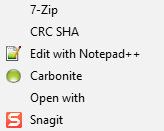 7-Zip
CRC SHA
Edit with Notepad++
Carbonite
Open with
Snagit